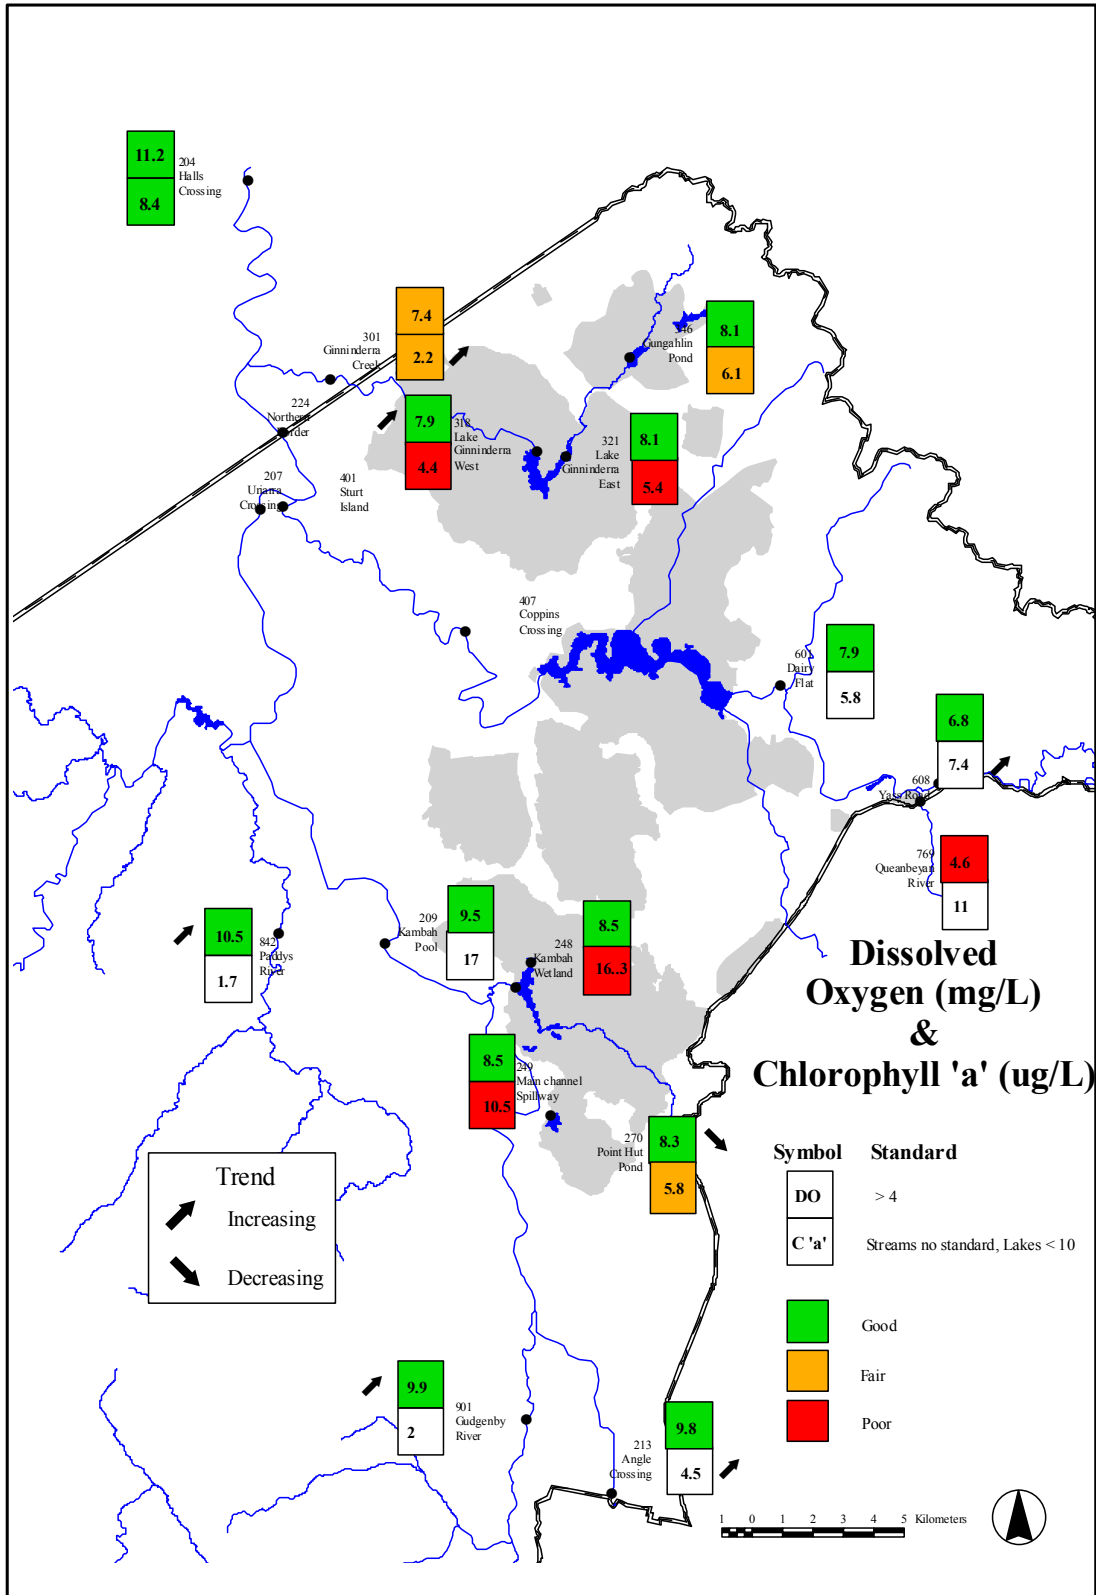 11.2
8.4
204
Halls
Crossing
7.4
2.2
301
Ginninderra
Creek
346
Gungahlin
Pond
8.1
6.1
224
Northern
Border
7.9
4.4
318
Lake
Ginninderra
West
321
Lake
Ginninderra
East
8.1
5.4
207
Uriarra
Crossing
401
Sturt
Island
407
Coppins
Crossing
601
Dairy
Flat
7.9
5.8
6.8
7.4
608
Yass Road
769
Queanbeyan
River
4.6
11
10.5
1.7
842
Paddys
River
209
Kambah
Pool
9.5
17
248
Kambah
Wetland
8.5
16..3
Dissolved
Oxygen (mg/L)
&
Chlorophyll 'a' (ug/L)
8.5
10.5
249
Main channel
Spillway
270
Point Hut
Pond
8.3
5.8
Symbol Standard
DO > 4
C 'a' Streams no standard, Lakes < 10
Good
Fair
Poor
Trend
Increasing
Decreasing
9.9
2
901
Gudgenby
River
213
Angle
Crossing
9.8
4.5
1 0 1 2 3 4 5 Kilometers